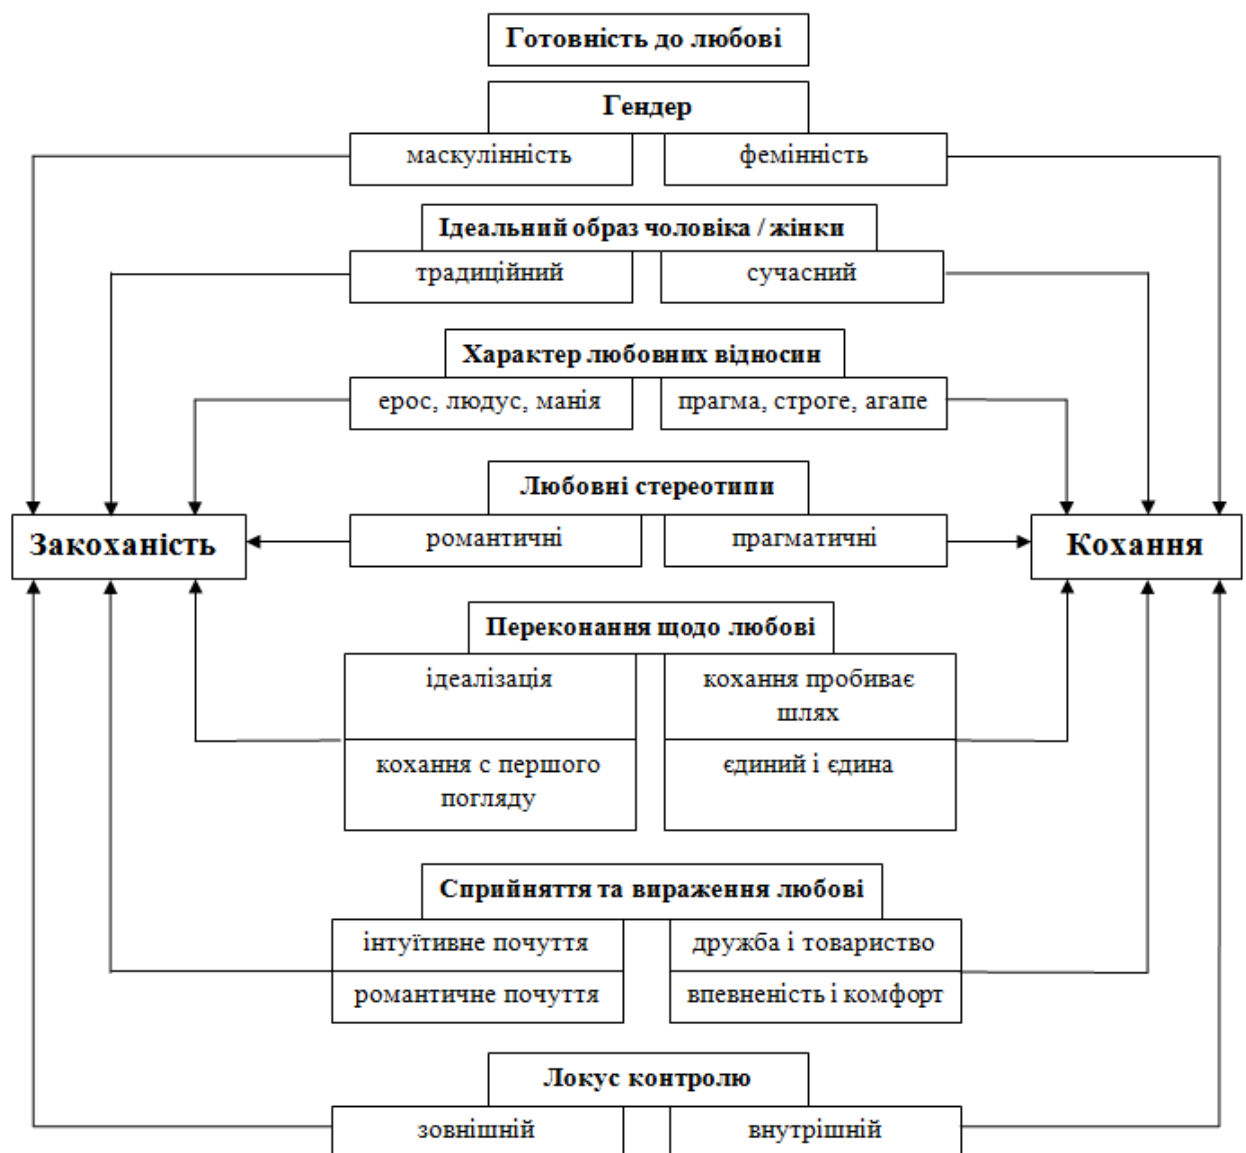 Готовність до любові
Гендер
маскулінність
фемінність
Ідеальний образ чоловіка / жінки
традиційний
сучасний
Характер любовних відносин
ерос, людус, манія
прагма, строге, агапе
Любовні стереотипи
Закоханість
романтичні
прагматичні
Кохання
Переконання щодо любові
ідеалізація
кохання пробиває
шлях
кохання с першого
погляду
єдиний і єдина
Сприйняття та вираження любові
інтуїтивне почуття
дружба і товариство
романтичне почуття
впевненість і комфорт
Локус контролю
зовнішній
внутрішній